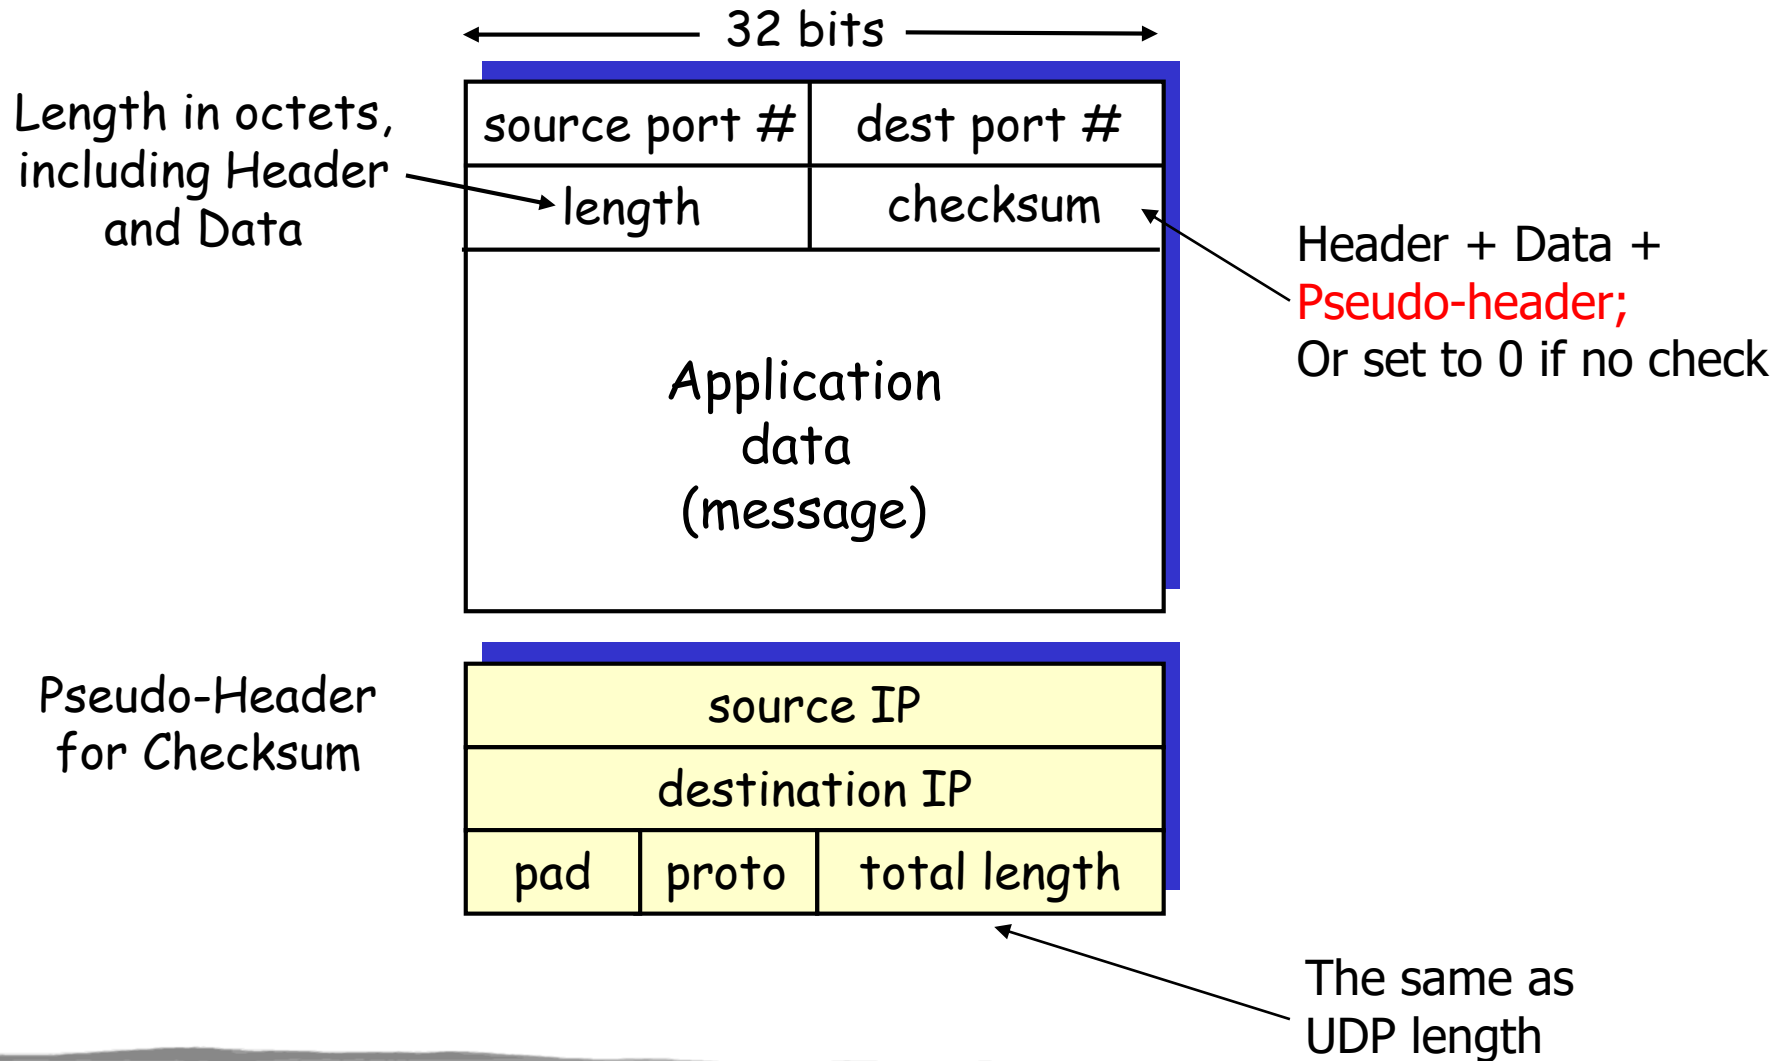 32 bits
Length in octets,
including Header
and Data
source port #
dest port #
length
checksum
Header + Data +
Pseudo-header;
Or set to 0 if no check
Application
data
(message)
Pseudo-Header
for Checksum
source IP
destination IP
pad
proto
total length
The same as
UDP length